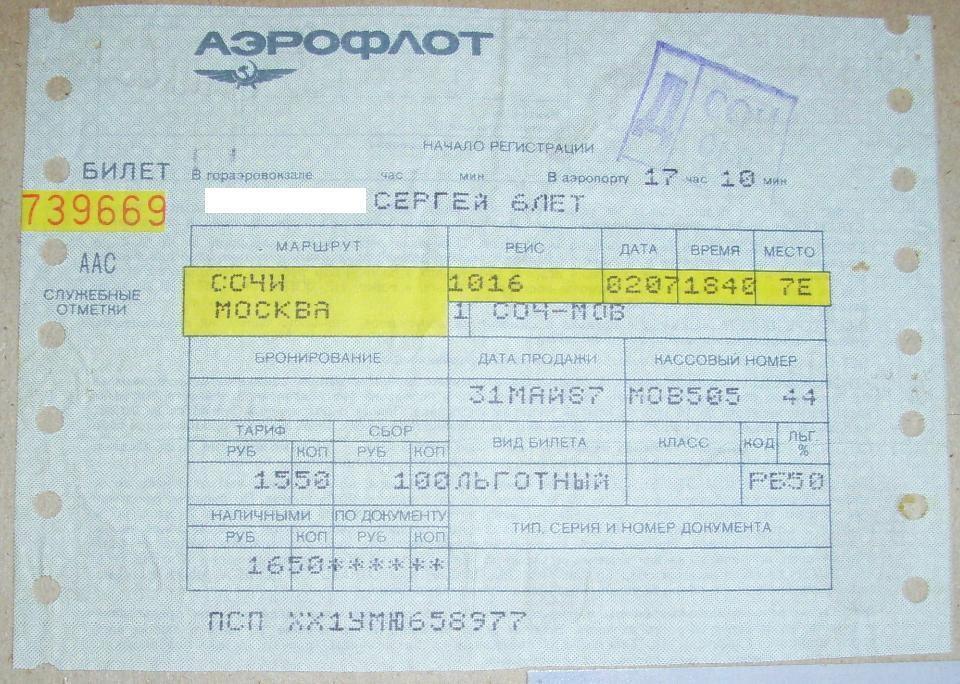 АЭРОФЛОТ
Д СОЧИ
НАЧАЛО РЕГИСТРАЦИИ
БИЛЕТ В горaэровокзале час мин В аэропорту 17 час 10 мин
739669 СЕРГЕЙ 6ЛЕТ
ААС
СЛУЖЕБНЫЕ
ОТМЕТКИ
МАРШРУТ РЕЙС ДАТА ВРЕМЯ МЕСТО
СОЧИ 1016 0207 1840 7Е
МОСКВА 1 СОЧ-МОВ
БРОНИРОВАНИЕ ДАТА ПРОДАЖИ КАССОВЫЙ НОМЕР
31МАЙ87 МОВ505 44
ТАРИФ СБОР ВИД БИЛЕТА КЛАСС КОД ЛЬГ. %
РУБ КОП РУБ КОП
1550 100 ЛЬГОТНЫЙ РБ50
НАЛИЧНЫМИ ПО ДОКУМЕНТУ ТИП, СЕРИЯ И НОМЕР ДОКУМЕНТА
РУБ КОП РУБ КОП
1650******
ПСП XX1УМЮ658977